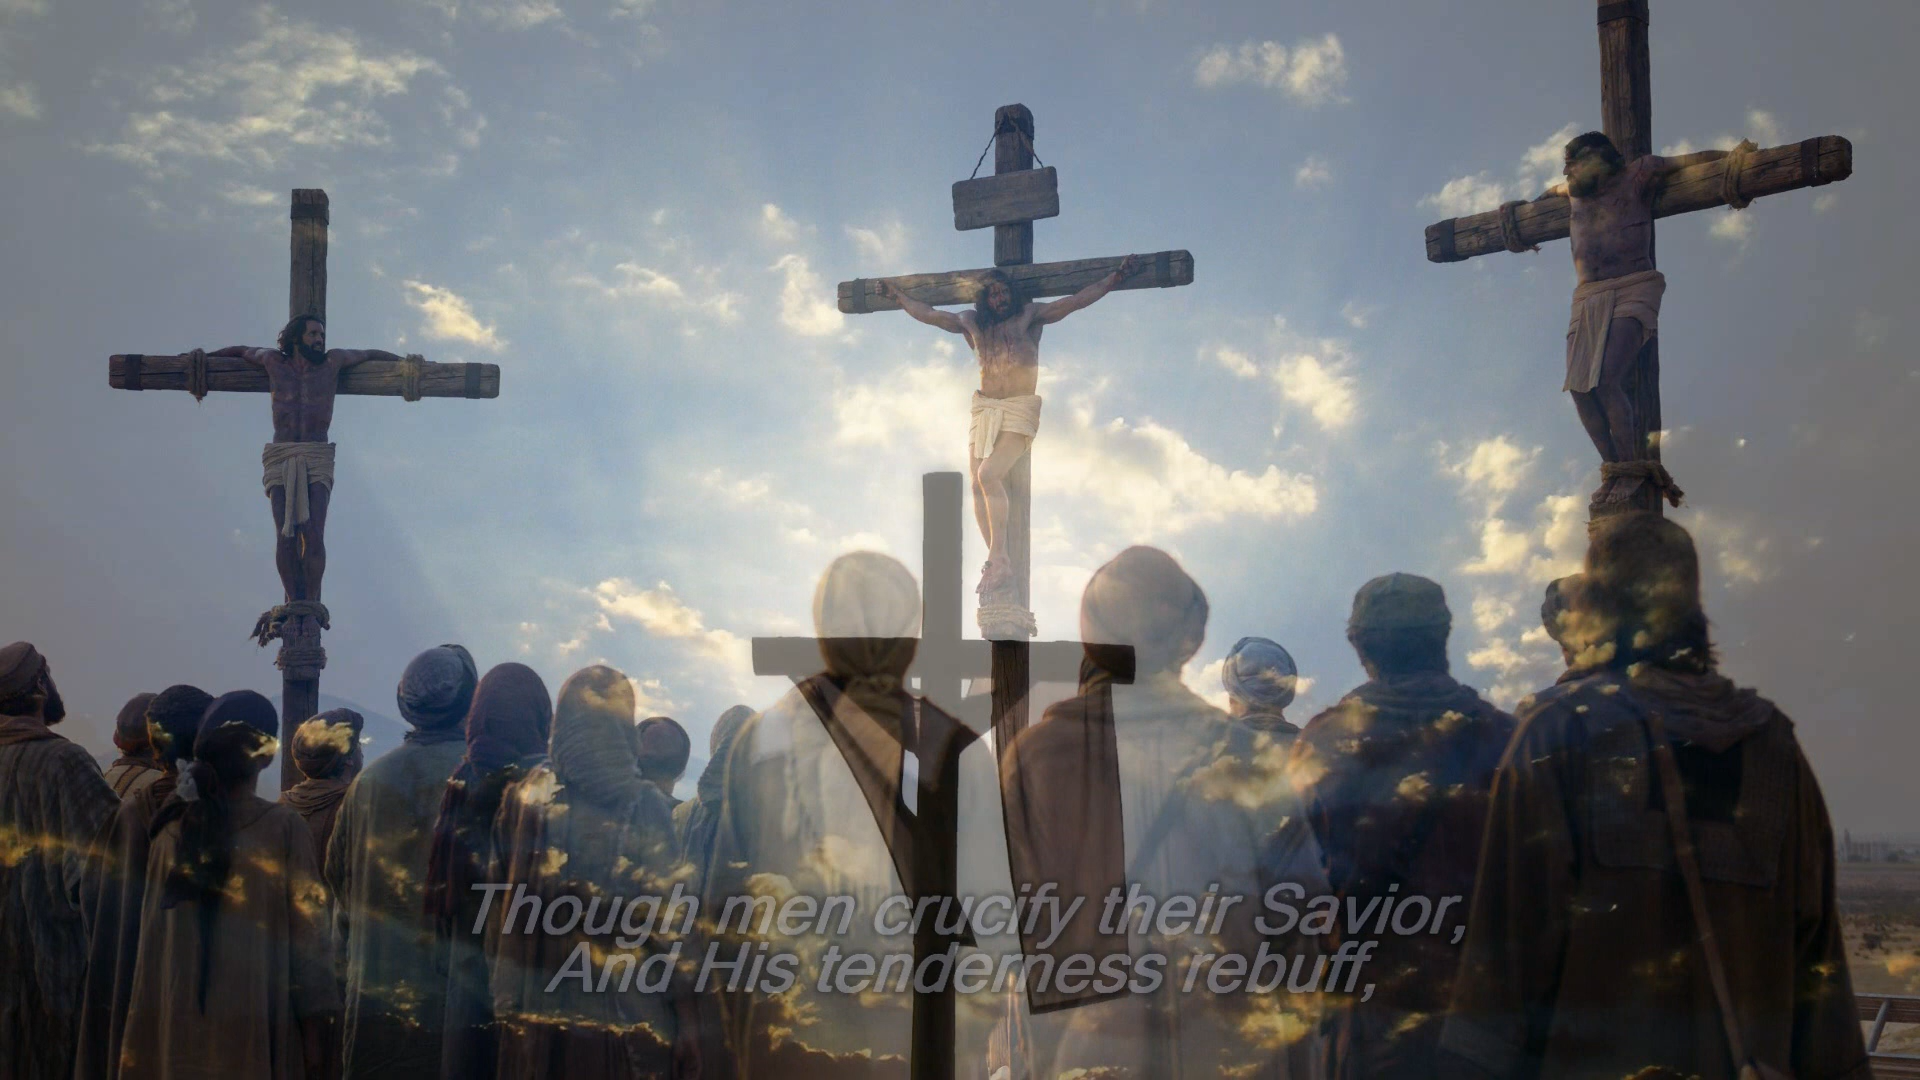 Though men crucify their Savior,
And His tenderness rebuff,